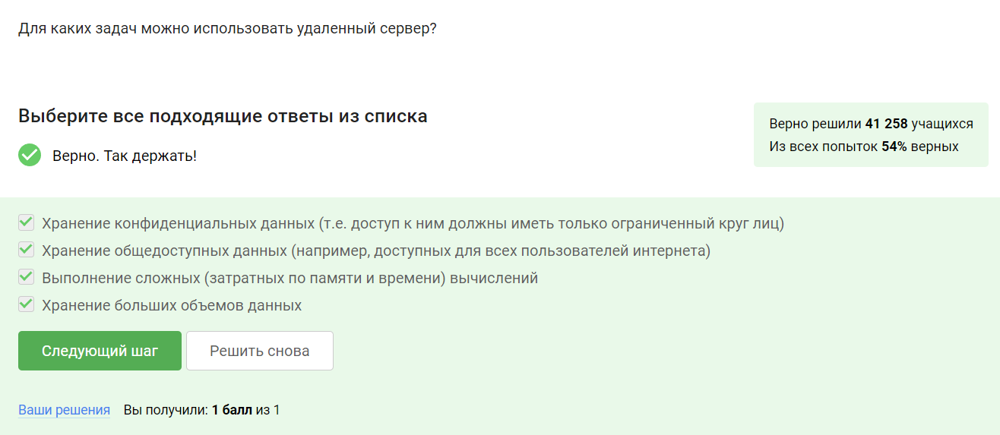 Для каких задач можно использовать удаленный сервер?
Выберите все подходящие ответы из списка
Верно. Так держать!
Верно решили 41 258 учащихся
Из всех попыток 54% верных
Хранение конфиденциальных данных (т.е. доступ к ним должны иметь только ограниченный круг лиц)
Хранение общедоступных данных (например, доступных для всех пользователей интернета)
Выполнение сложных (затратных по памяти и времени) вычислений
Хранение больших объемов данных
Следующий шаг Решить снова
Ваши решения Вы получили: 1 балл из 1